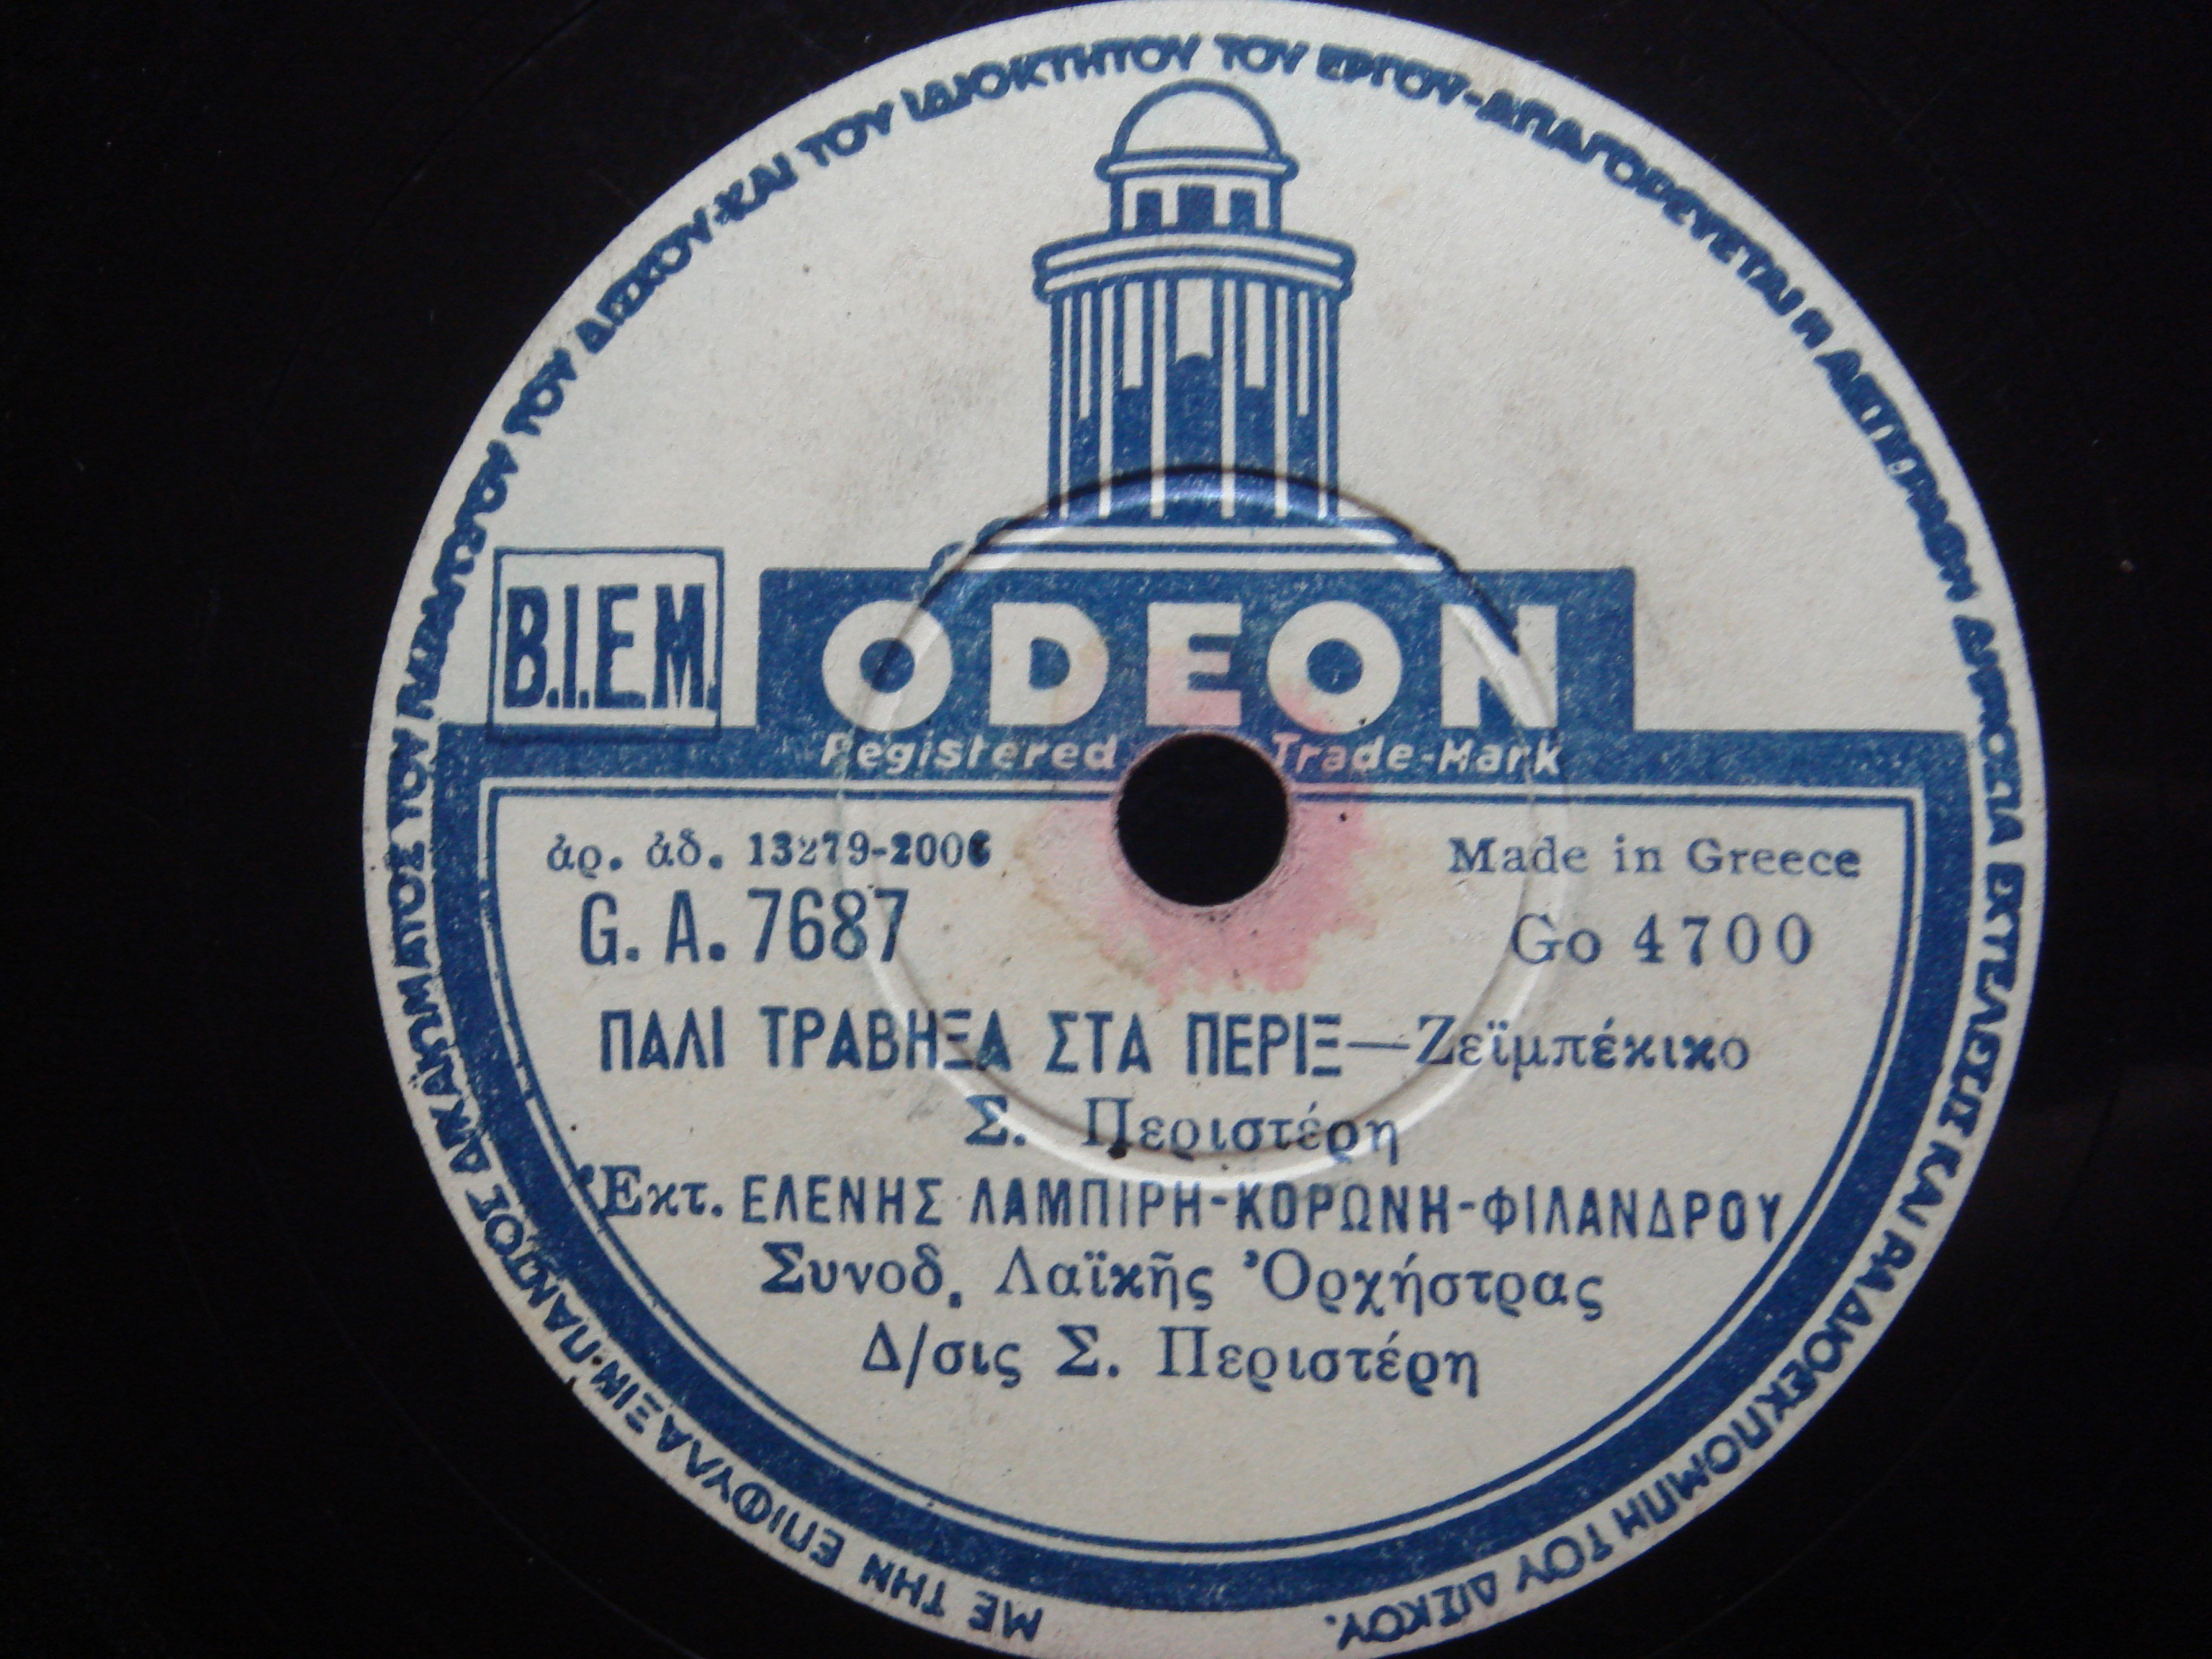 ΜΕ ΤΗΝ ΕΠΙΦΥΛΑΞΙΝ ΠΑΝΤΟΣ ΔΙΚΑΙΩΜΑΤΟΣ ΤΟΥ ΤΟΥ ΔΙΣΚΟΥ ΚΑΙ ΤΟΥ ΙΔΙΟΚΤΗΤΟΥ ΤΟΥ ΕΡΓΟΥ-ΑΠΑΓΟΡΕΥΕΤΑΙ Η ΔΗΜΟΣΙΑ ΕΚΤΕΛΕΣΙΣ ΚΑΙ ΡΑΔΙΟΕΚΠΟΜΠΗ ΤΟΥ ΔΙΣΚΟΥ.
B.I.E.M.
ODEON
Registered Trade-Mark
ἀρ. ἀδ. 13279-2006
Made in Greece
G. A. 7687
Go 4700
ΠΑΛΙ ΤΡΑΒΗΞΑ ΣΤΑ ΠΕΡΙΞ—Ζεϊμπέκικο
Σ. Περιστέρη
Ἐκτ. ΕΛΕΝΗΣ ΛΑΜΠΙΡΗ-ΚΟΡΩΝΗ-ΦΙΛΑΝΔΡΟΥ
Συνοδ. Λαϊκῆς Ὀρχήστρας
Δ/σις Σ. Περιστέρη